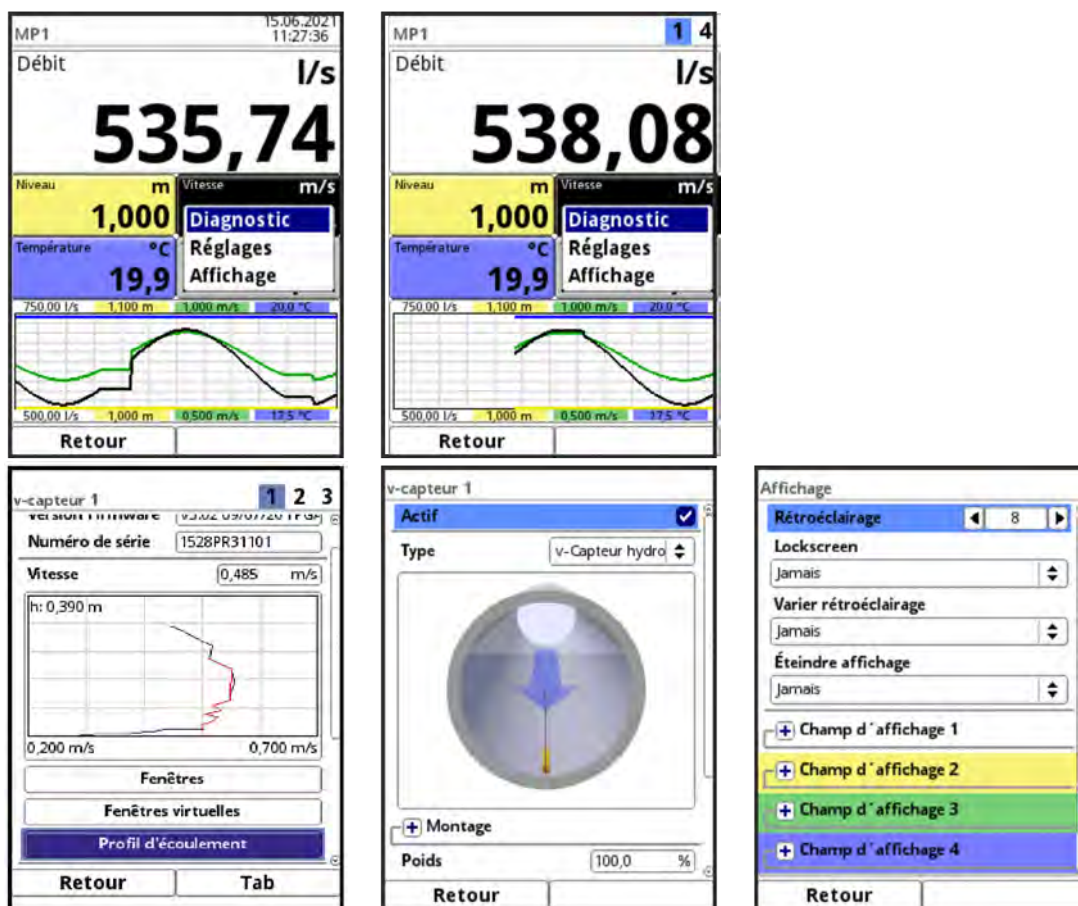 MP1 15.06.2021
11:27:36
Débit l/s
535,74
Niveau m Vitesse m/s
1,000 Diagnostic
Température °C Réglages
19,9 Affichage
750,00 l/s 1,100 m 1,000 m/s 20,0 °C
500,00 l/s 1,000 m 0,500 m/s 17,5 °C
Retour
MP1 1 4
Débit l/s
538,08
Niveau m Vitesse m/s
1,000 Diagnostic
Température °C Réglages
19,9 Affichage
750,00 l/s 1,100 m 1,000 m/s 20,0 °C
500,00 l/s 1,000 m 0,500 m/s 17,5 °C
Retour
v-capteur 1 1 2 3
Version Firmware
Numéro de série 1528PR31101
Vitesse 0,485 m/s
h: 0,390 m
0,200 m/s 0,700 m/s
Fenêtres
Fenêtres virtuelles
Profil d'écoulement
Retour Tab
v-capteur 1
Actif
Type v-Capteur hydro
Montage
Poids 100,0 %
Retour
Affichage
Rétroéclairage 8
Lockscreen
Jamais
Varier rétroéclairage
Jamais
Éteindre affichage
Jamais
Champ d´affichage 1
Champ d´affichage 2
Champ d´affichage 3
Champ d´affichage 4
Retour